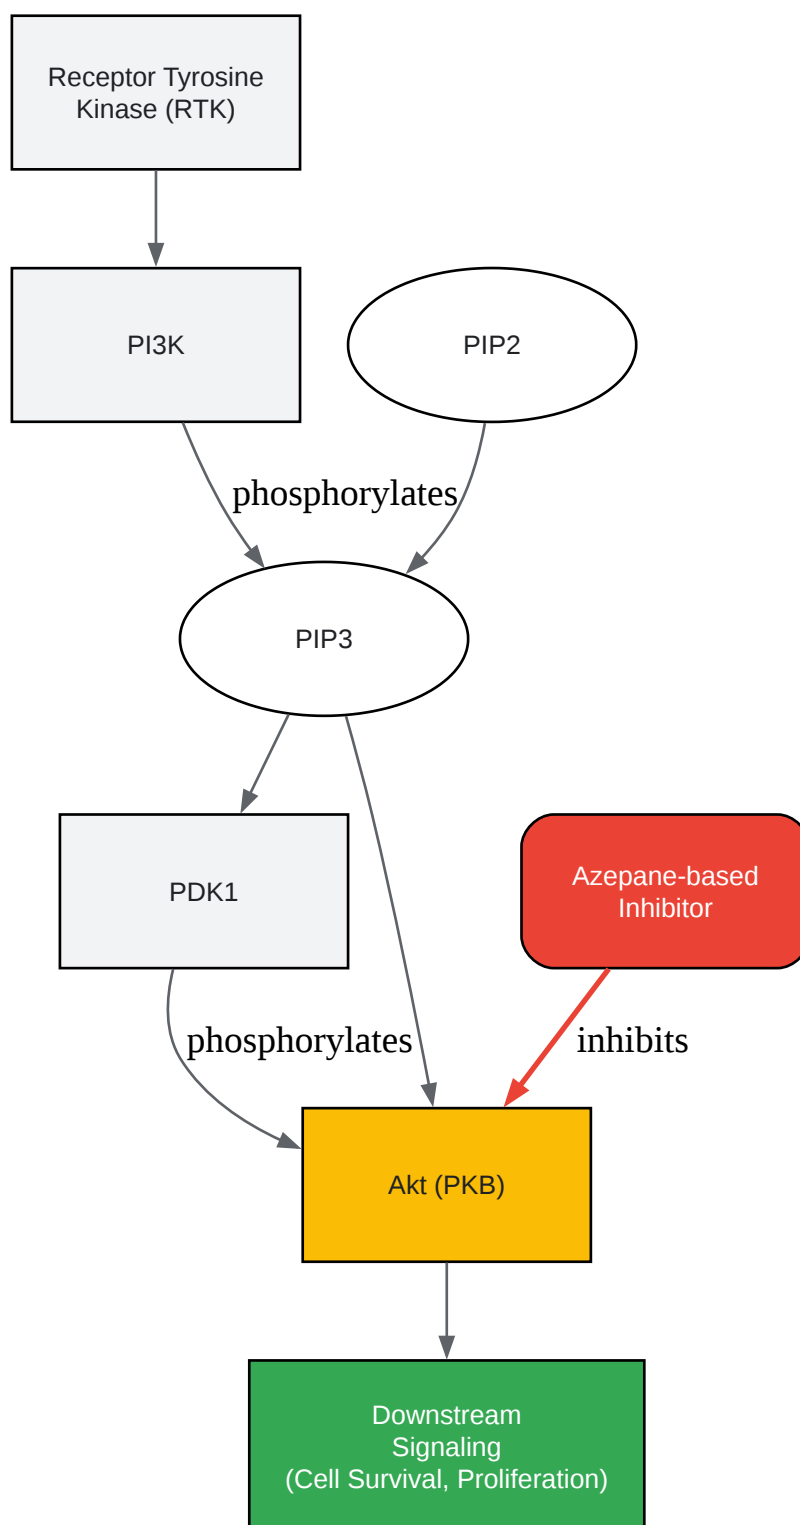 Receptor Tyrosine
Kinase (RTK)
PI3K
PIP2
phosphorylates
PIP3
PDK1
Azepane-based
Inhibitor
phosphorylates
inhibits
Akt (PKB)
Downstream
Signaling
(Cell Survival, Proliferation)